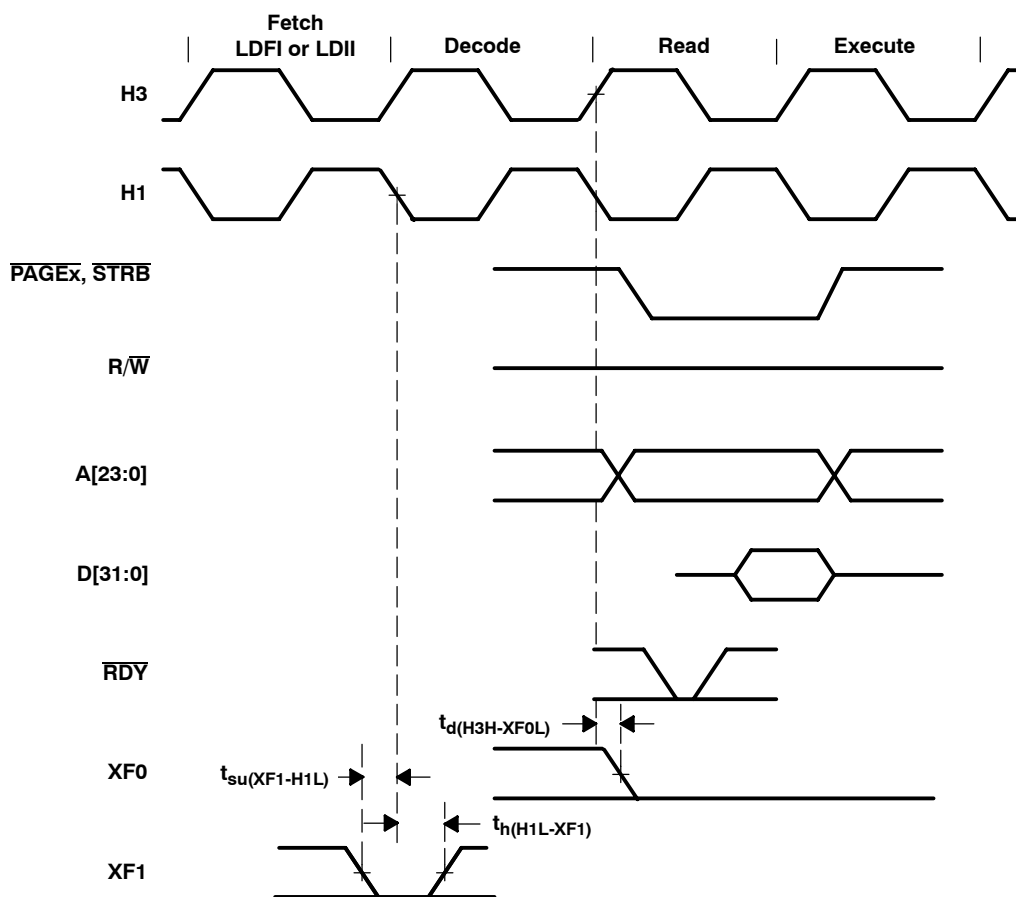 Fetch
LDFI or LDII
Decode
Read
Execute
H3
H1
PAGEx, STRB
R/W
A[23:0]
D[31:0]
RDY
td(H3H-XF0L)
XF0
tsu(XF1-H1L)
th(H1L-XF1)
XF1